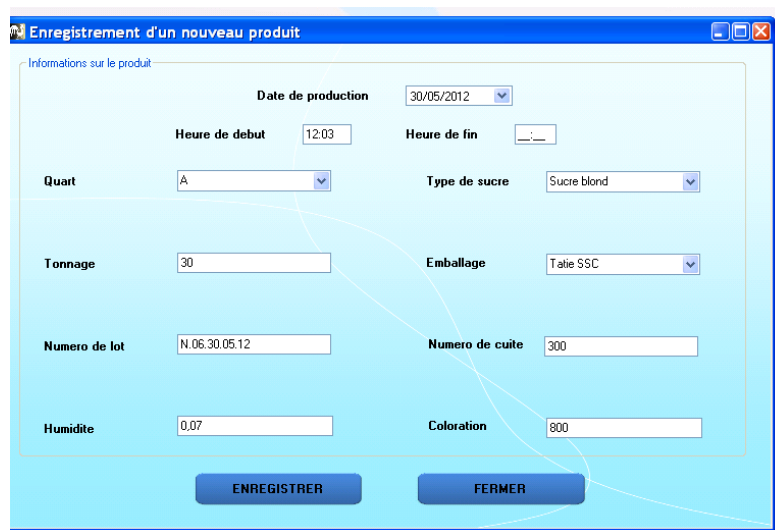 Enregistrement d'un nouveau produit
Informations sur le produit
Date de production 30/05/2012
Heure de debut 12:03 Heure de fin __:__
Quart A Type de sucre Sucre blond
Tonnage 30 Emballage Tatie SSC
Numero de lot N.06.30.05.12 Numero de cuite 300
Humidite 0,07 Coloration 800
ENREGISTRER FERMER